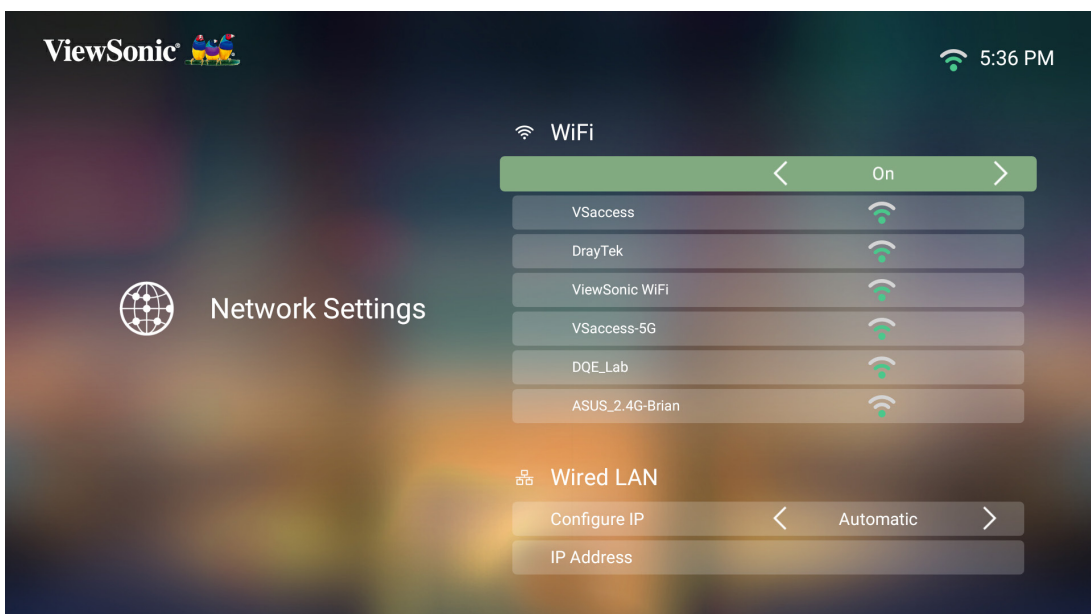 ViewSonic®
5:36 PM
WiFi
On
VSaccess
DrayTek
ViewSonic WiFi
VSaccess-5G
DQE_Lab
ASUS_2.4G-Brian
Network Settings
Wired LAN
Configure IP Automatic
IP Address